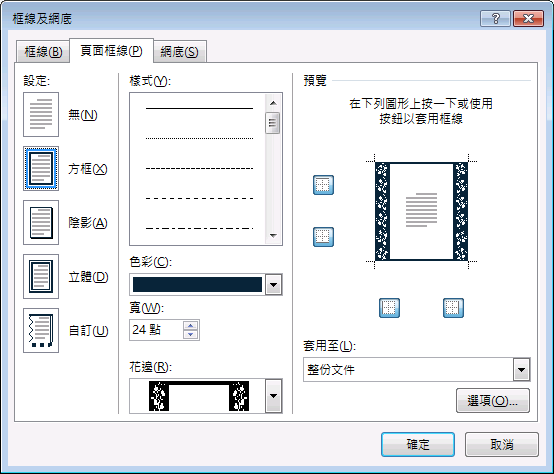 框線及網底
框線(B)
頁面框線(P)
網底(S)
設定:
無(N)
方框(X)
陰影(A)
立體(D)
自訂(U)
樣式(Y):
色彩(C):
寬(W):
24 點
花邊(R):
預覽
在下列圖形上按一下或使用
按鈕以套用框線
套用至(L):
整份文件
選項(O)...
確定
取消